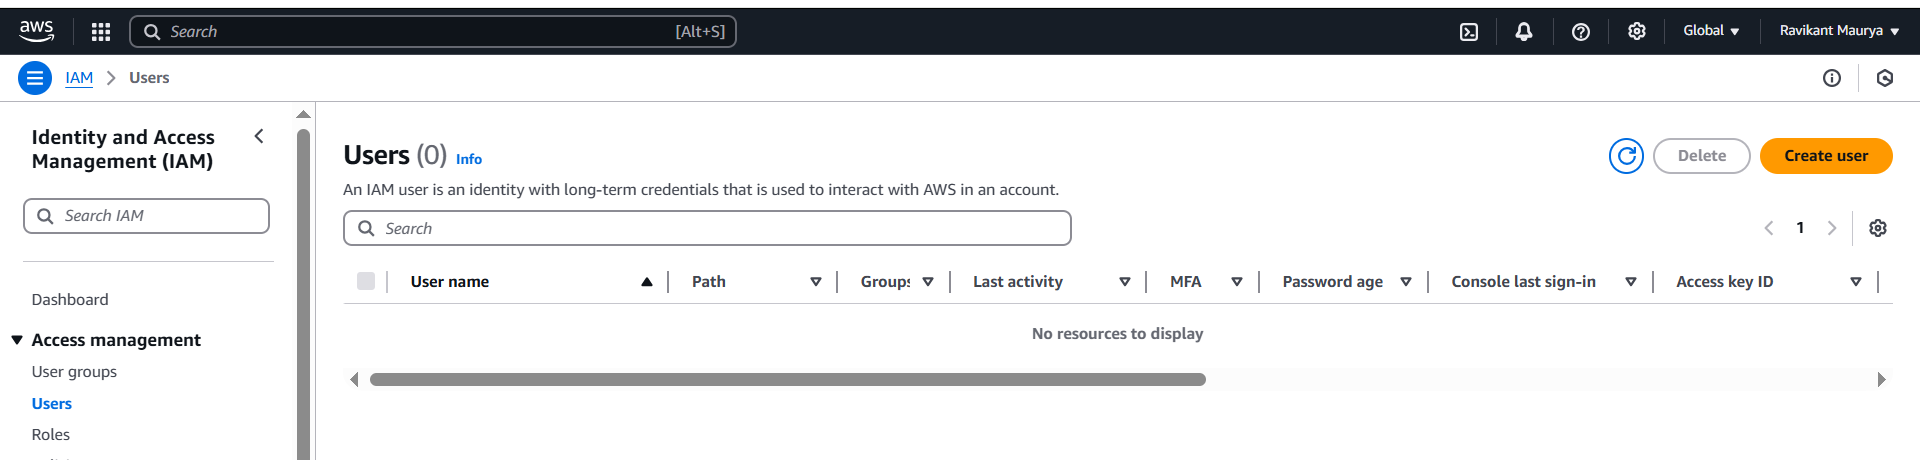 aws
Search [Alt+S]
Global
Ravikant Maurya
IAM > Users
Identity and Access
Management (IAM)
Search IAM
Dashboard
Access management
User groups
Users
Roles
Users (0) Info
Delete
Create user
An IAM user is an identity with long-term credentials that is used to interact with AWS in an account.
Search
1
User name Path Groups Last activity MFA Password age Console last sign-in Access key ID
No resources to display